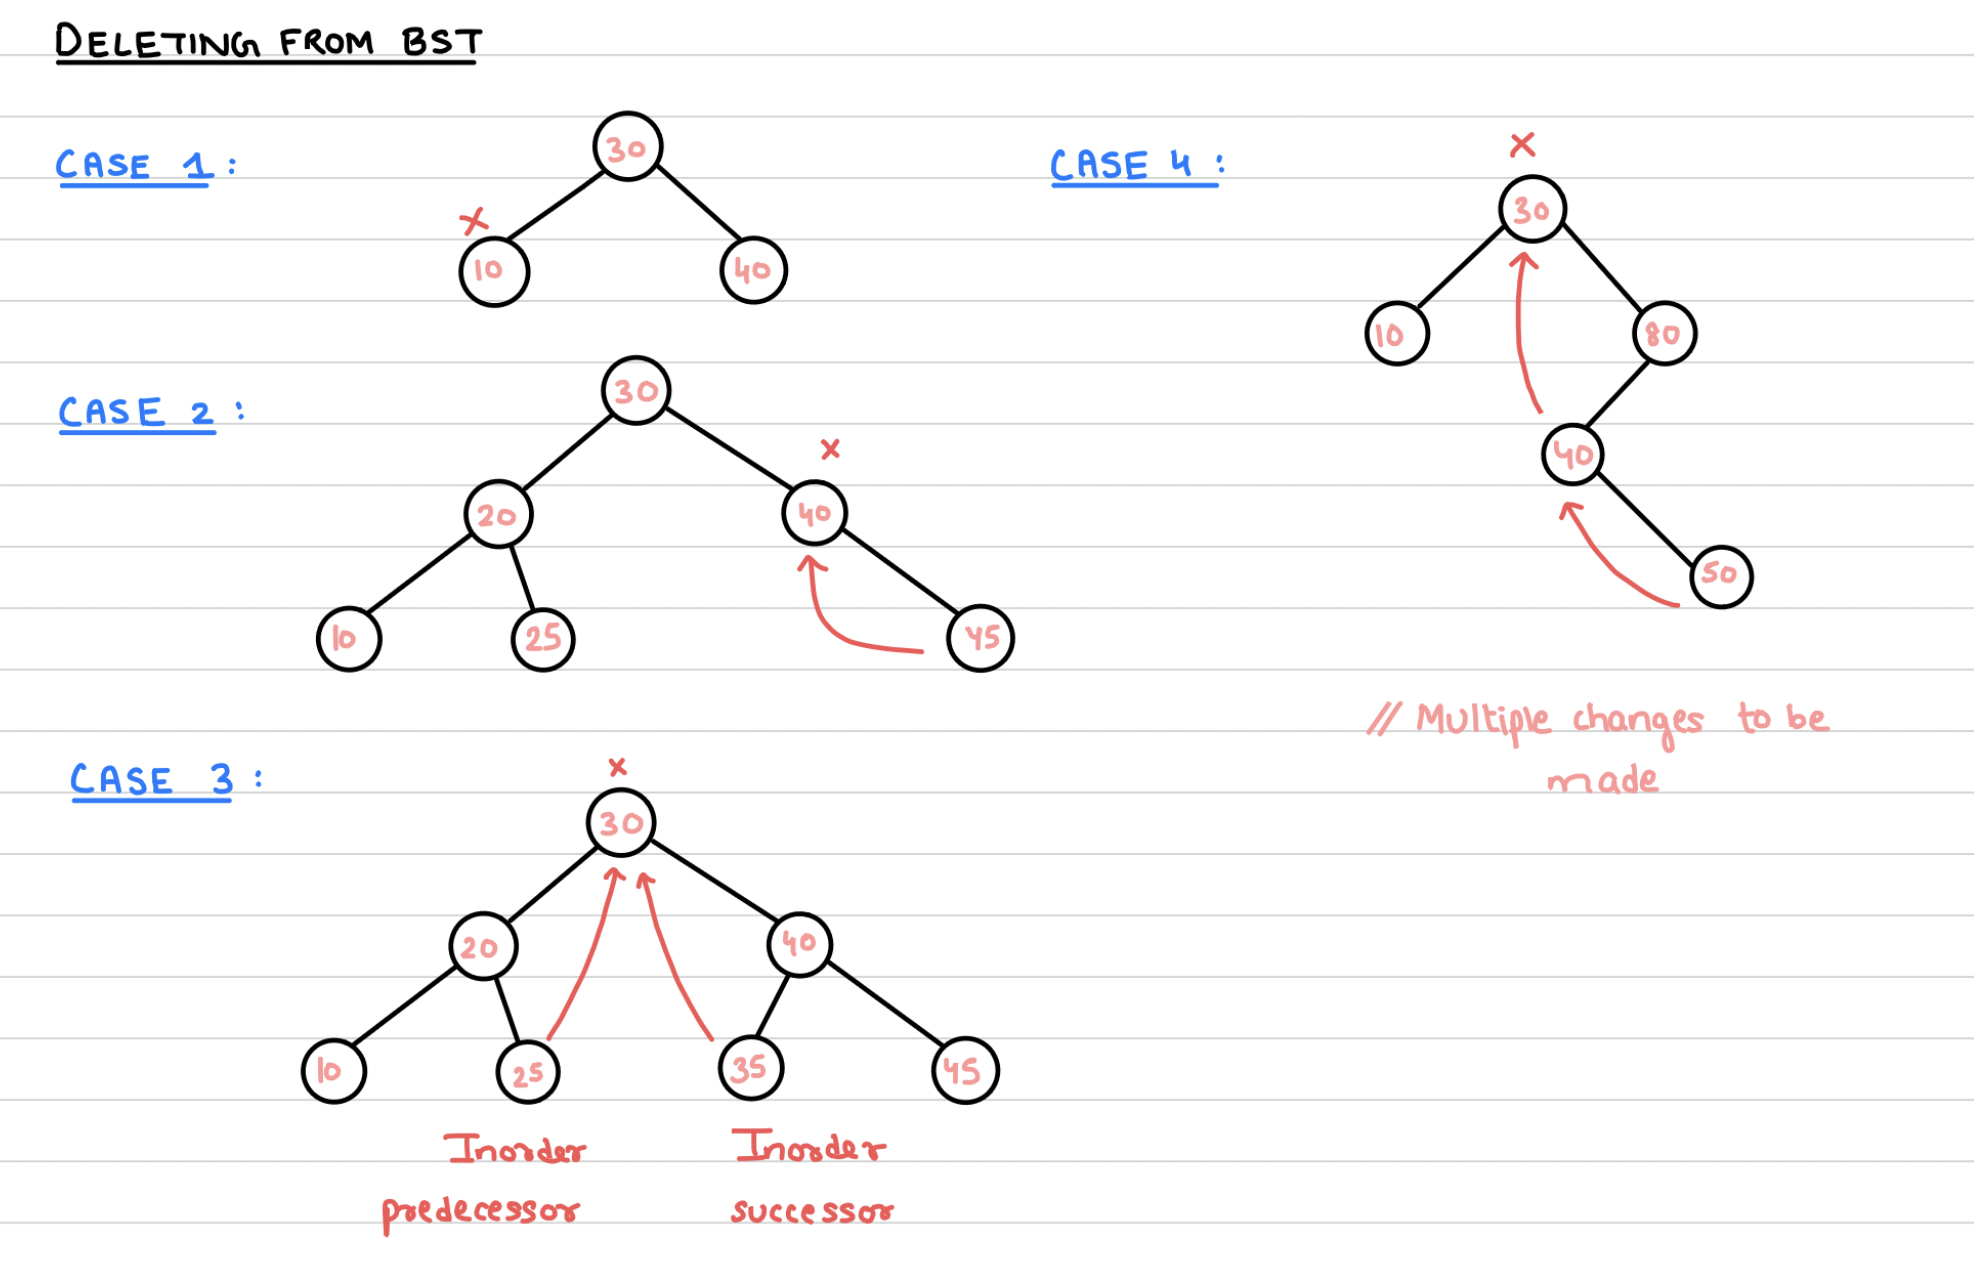 DELETING FROM BST
CASE 1 :
30
10
40
CASE 2 :
30
20
40
10
25
45
CASE 3 :
30
20
40
10
25
35
45
Inorder
predecessor
Inorder
successor
CASE 4 :
30
10
80
40
50
// Multiple changes to be
made